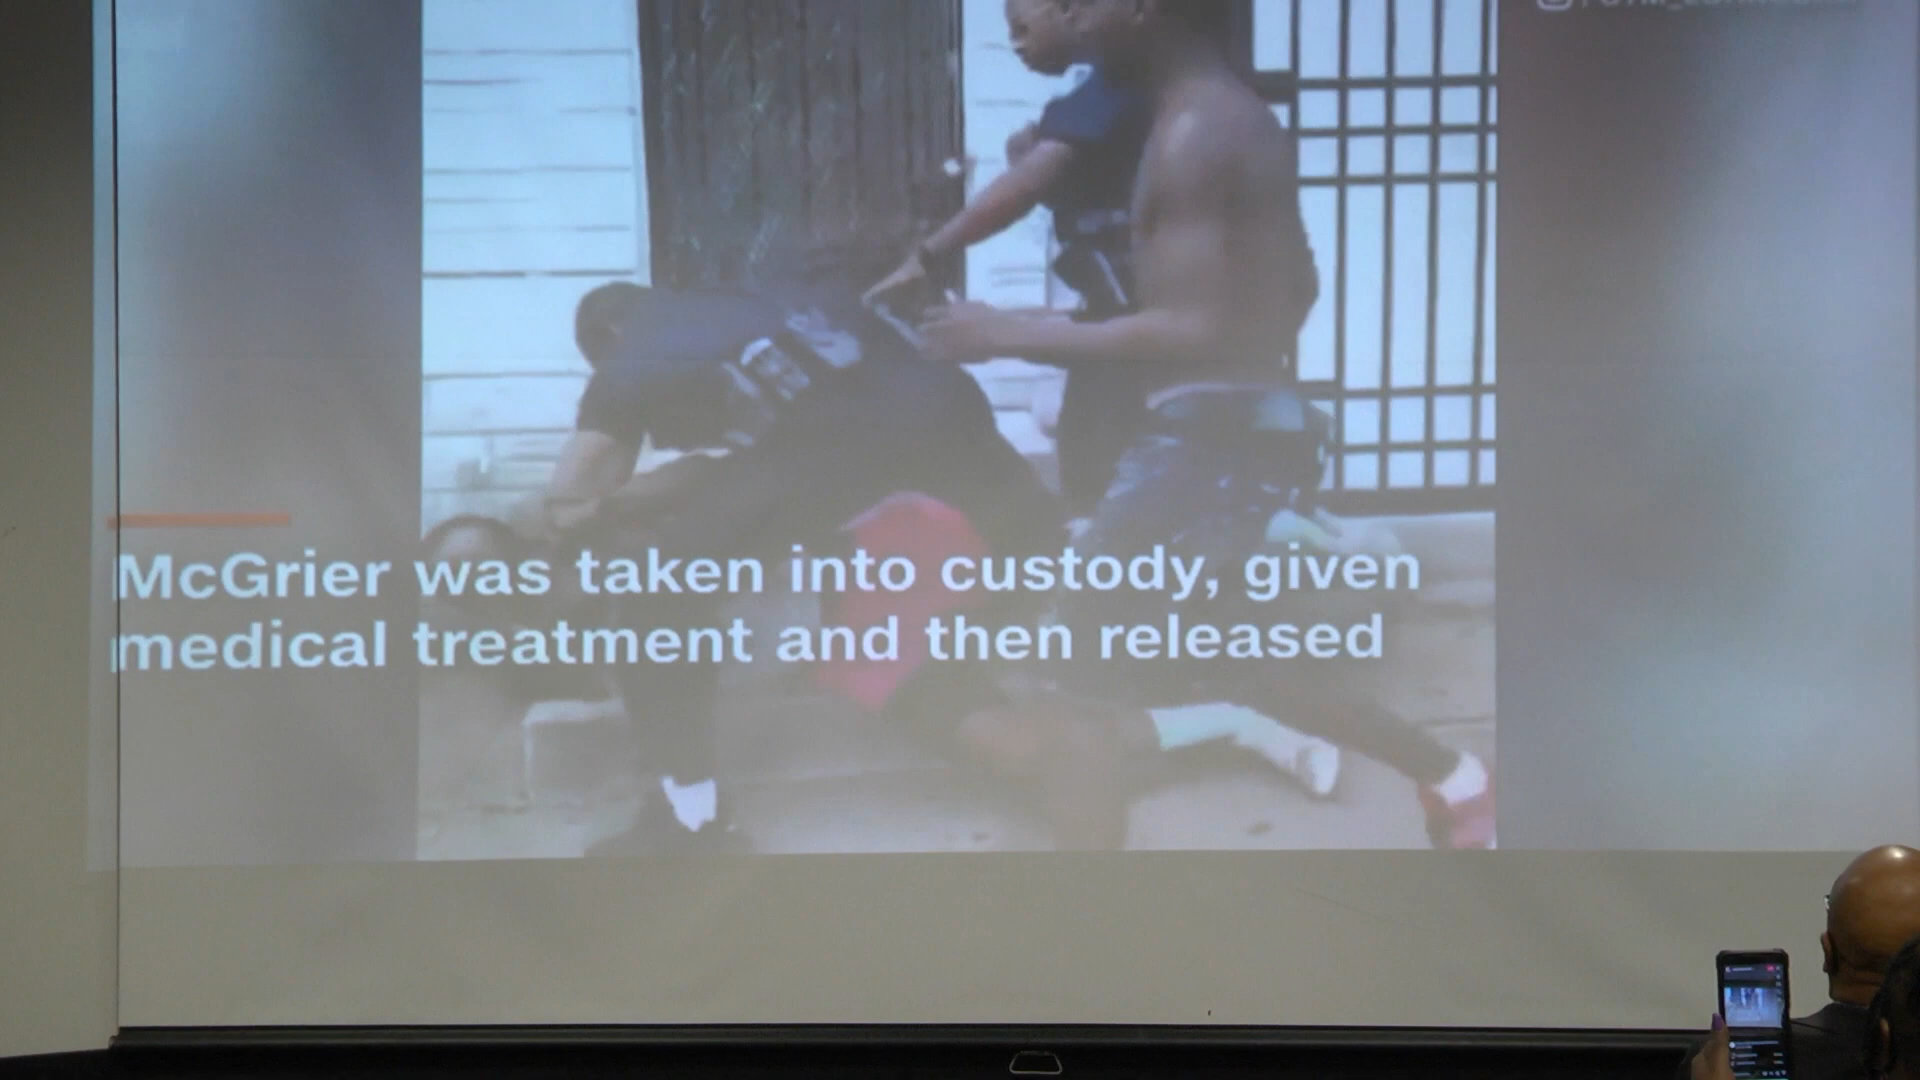 McGrier was taken into custody, given
medical treatment and then released